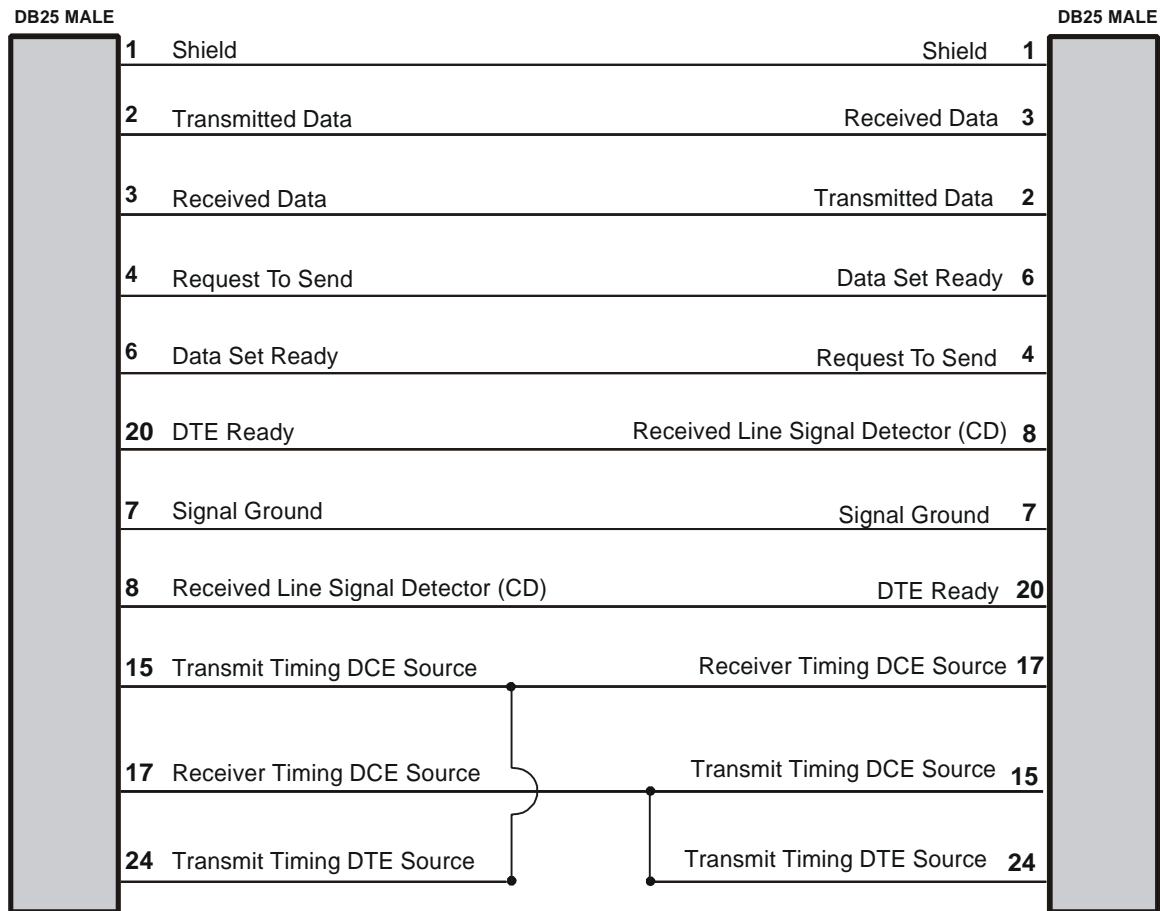 DB25 MALE DB25 MALE
1 Shield Shield 1
2 Transmitted Data Received Data 3
3 Received Data Transmitted Data 2
4 Request To Send Data Set Ready 6
6 Data Set Ready Request To Send 4
20 DTE Ready Received Line Signal Detector (CD) 8
7 Signal Ground Signal Ground 7
8 Received Line Signal Detector (CD) DTE Ready 20
15 Transmit Timing DCE Source Receiver Timing DCE Source 17
17 Receiver Timing DCE Source Transmit Timing DCE Source 15
24 Transmit Timing DTE Source Transmit Timing DTE Source 24